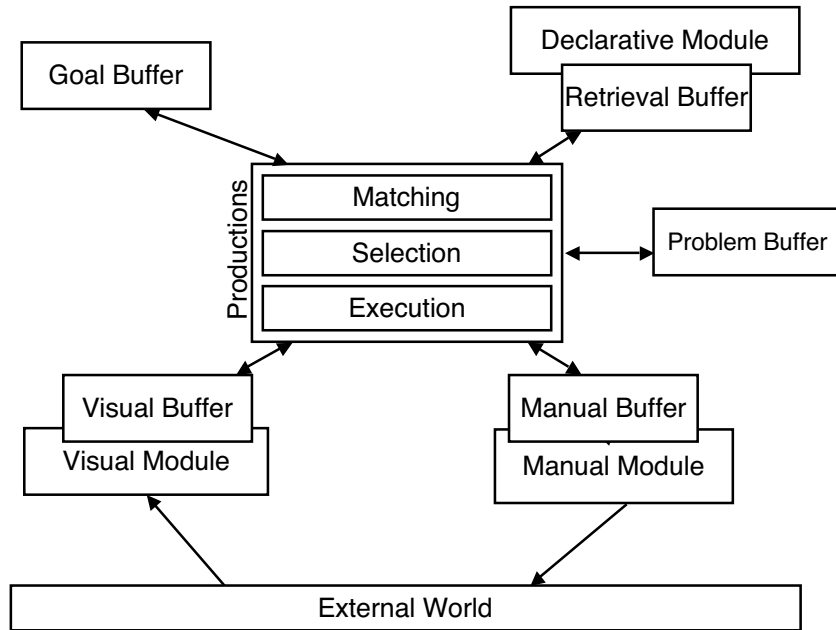 Declarative Module
Goal Buffer
Retrieval Buffer
Productions
Matching
Selection
Execution
Problem Buffer
Visual Buffer
Manual Buffer
Visual Module
Manual Module
External World